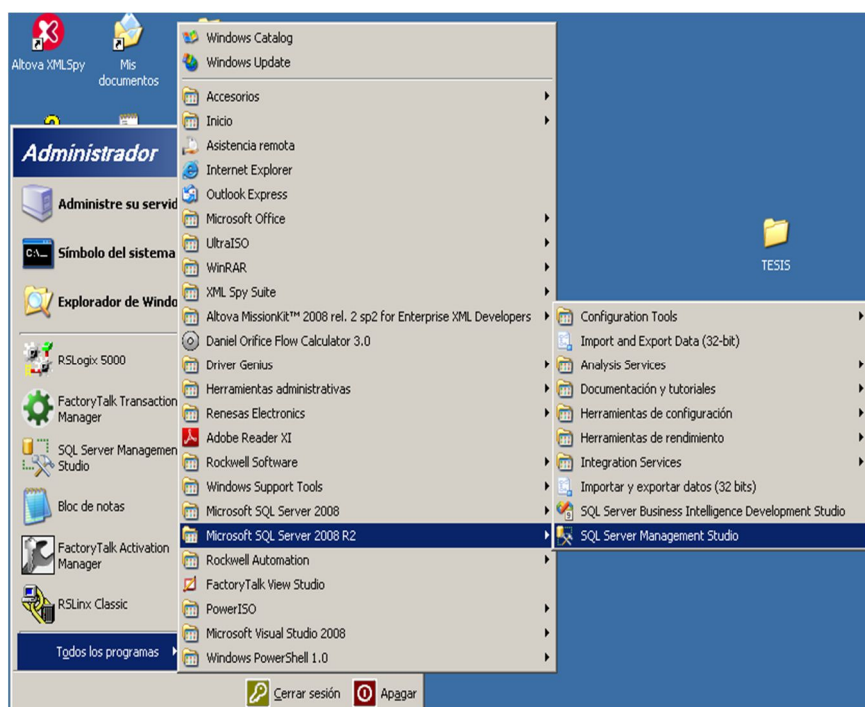 Altova XMLSpy
Mis
documentos
TESIS
Administrador
Administre su servid
Símbolo del sistema
Explorador de Windo
RSLogix 5000
FactoryTalk Transaction
Manager
SQL Server Managemen
Studio
Bloc de notas
FactoryTalk Activation
Manager
RSLinx Classic
Todos los programas
Windows Catalog
Windows Update
Accesorios
Inicio
Asistencia remota
Internet Explorer
Outlook Express
Microsoft Office
UltraISO
WinRAR
XML Spy Suite
Altova MissionKit™ 2008 rel. 2 sp2 for Enterprise XML Developers
Daniel Orifice Flow Calculator 3.0
Driver Genius
Herramientas administrativas
Renesas Electronics
Adobe Reader XI
Rockwell Software
Windows Support Tools
Microsoft SQL Server 2008
Microsoft SQL Server 2008 R2
Rockwell Automation
FactoryTalk View Studio
PowerISO
Microsoft Visual Studio 2008
Windows PowerShell 1.0
Configuration Tools
Import and Export Data (32-bit)
Analysis Services
Documentación y tutoriales
Herramientas de configuración
Herramientas de rendimiento
Integration Services
Importar y exportar datos (32 bits)
SQL Server Business Intelligence Development Studio
SQL Server Management Studio
Cerrar sesión
Apagar